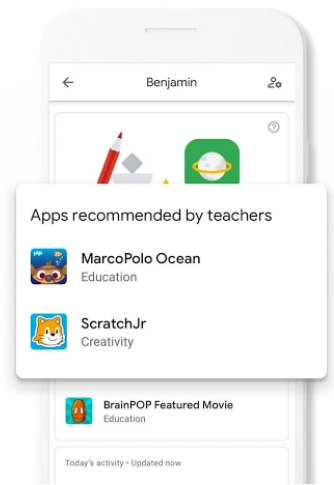 Benjamin
Apps recommended by teachers
MarcoPolo Ocean
Education
ScratchJr
Creativity
BrainPOP Featured Movie
Education
Today's activity • Updated now